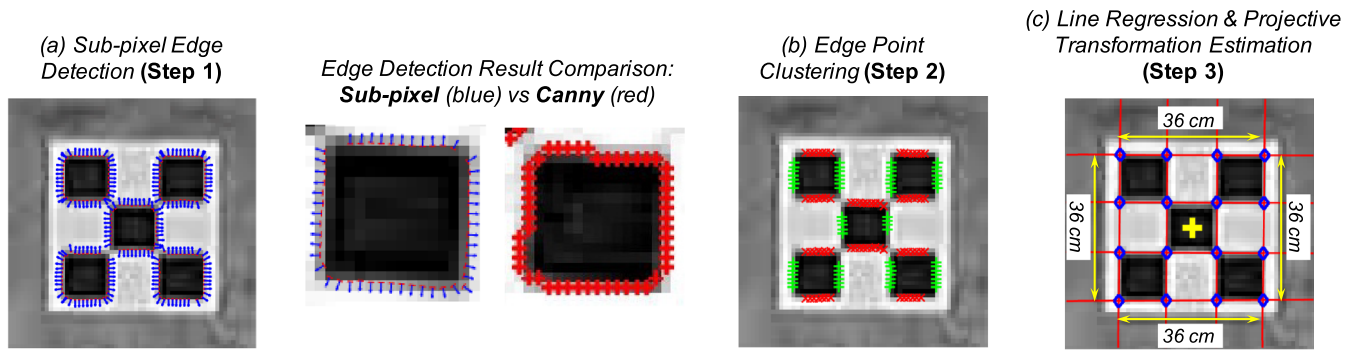 (a) Sub-pixel Edge
Detection (Step 1)
Edge Detection Result Comparison:
Sub-pixel (blue) vs Canny (red)
(b) Edge Point
Clustering (Step 2)
(c) Line Regression & Projective
Transformation Estimation
(Step 3)
36 cm
36 cm
36 cm
36 cm